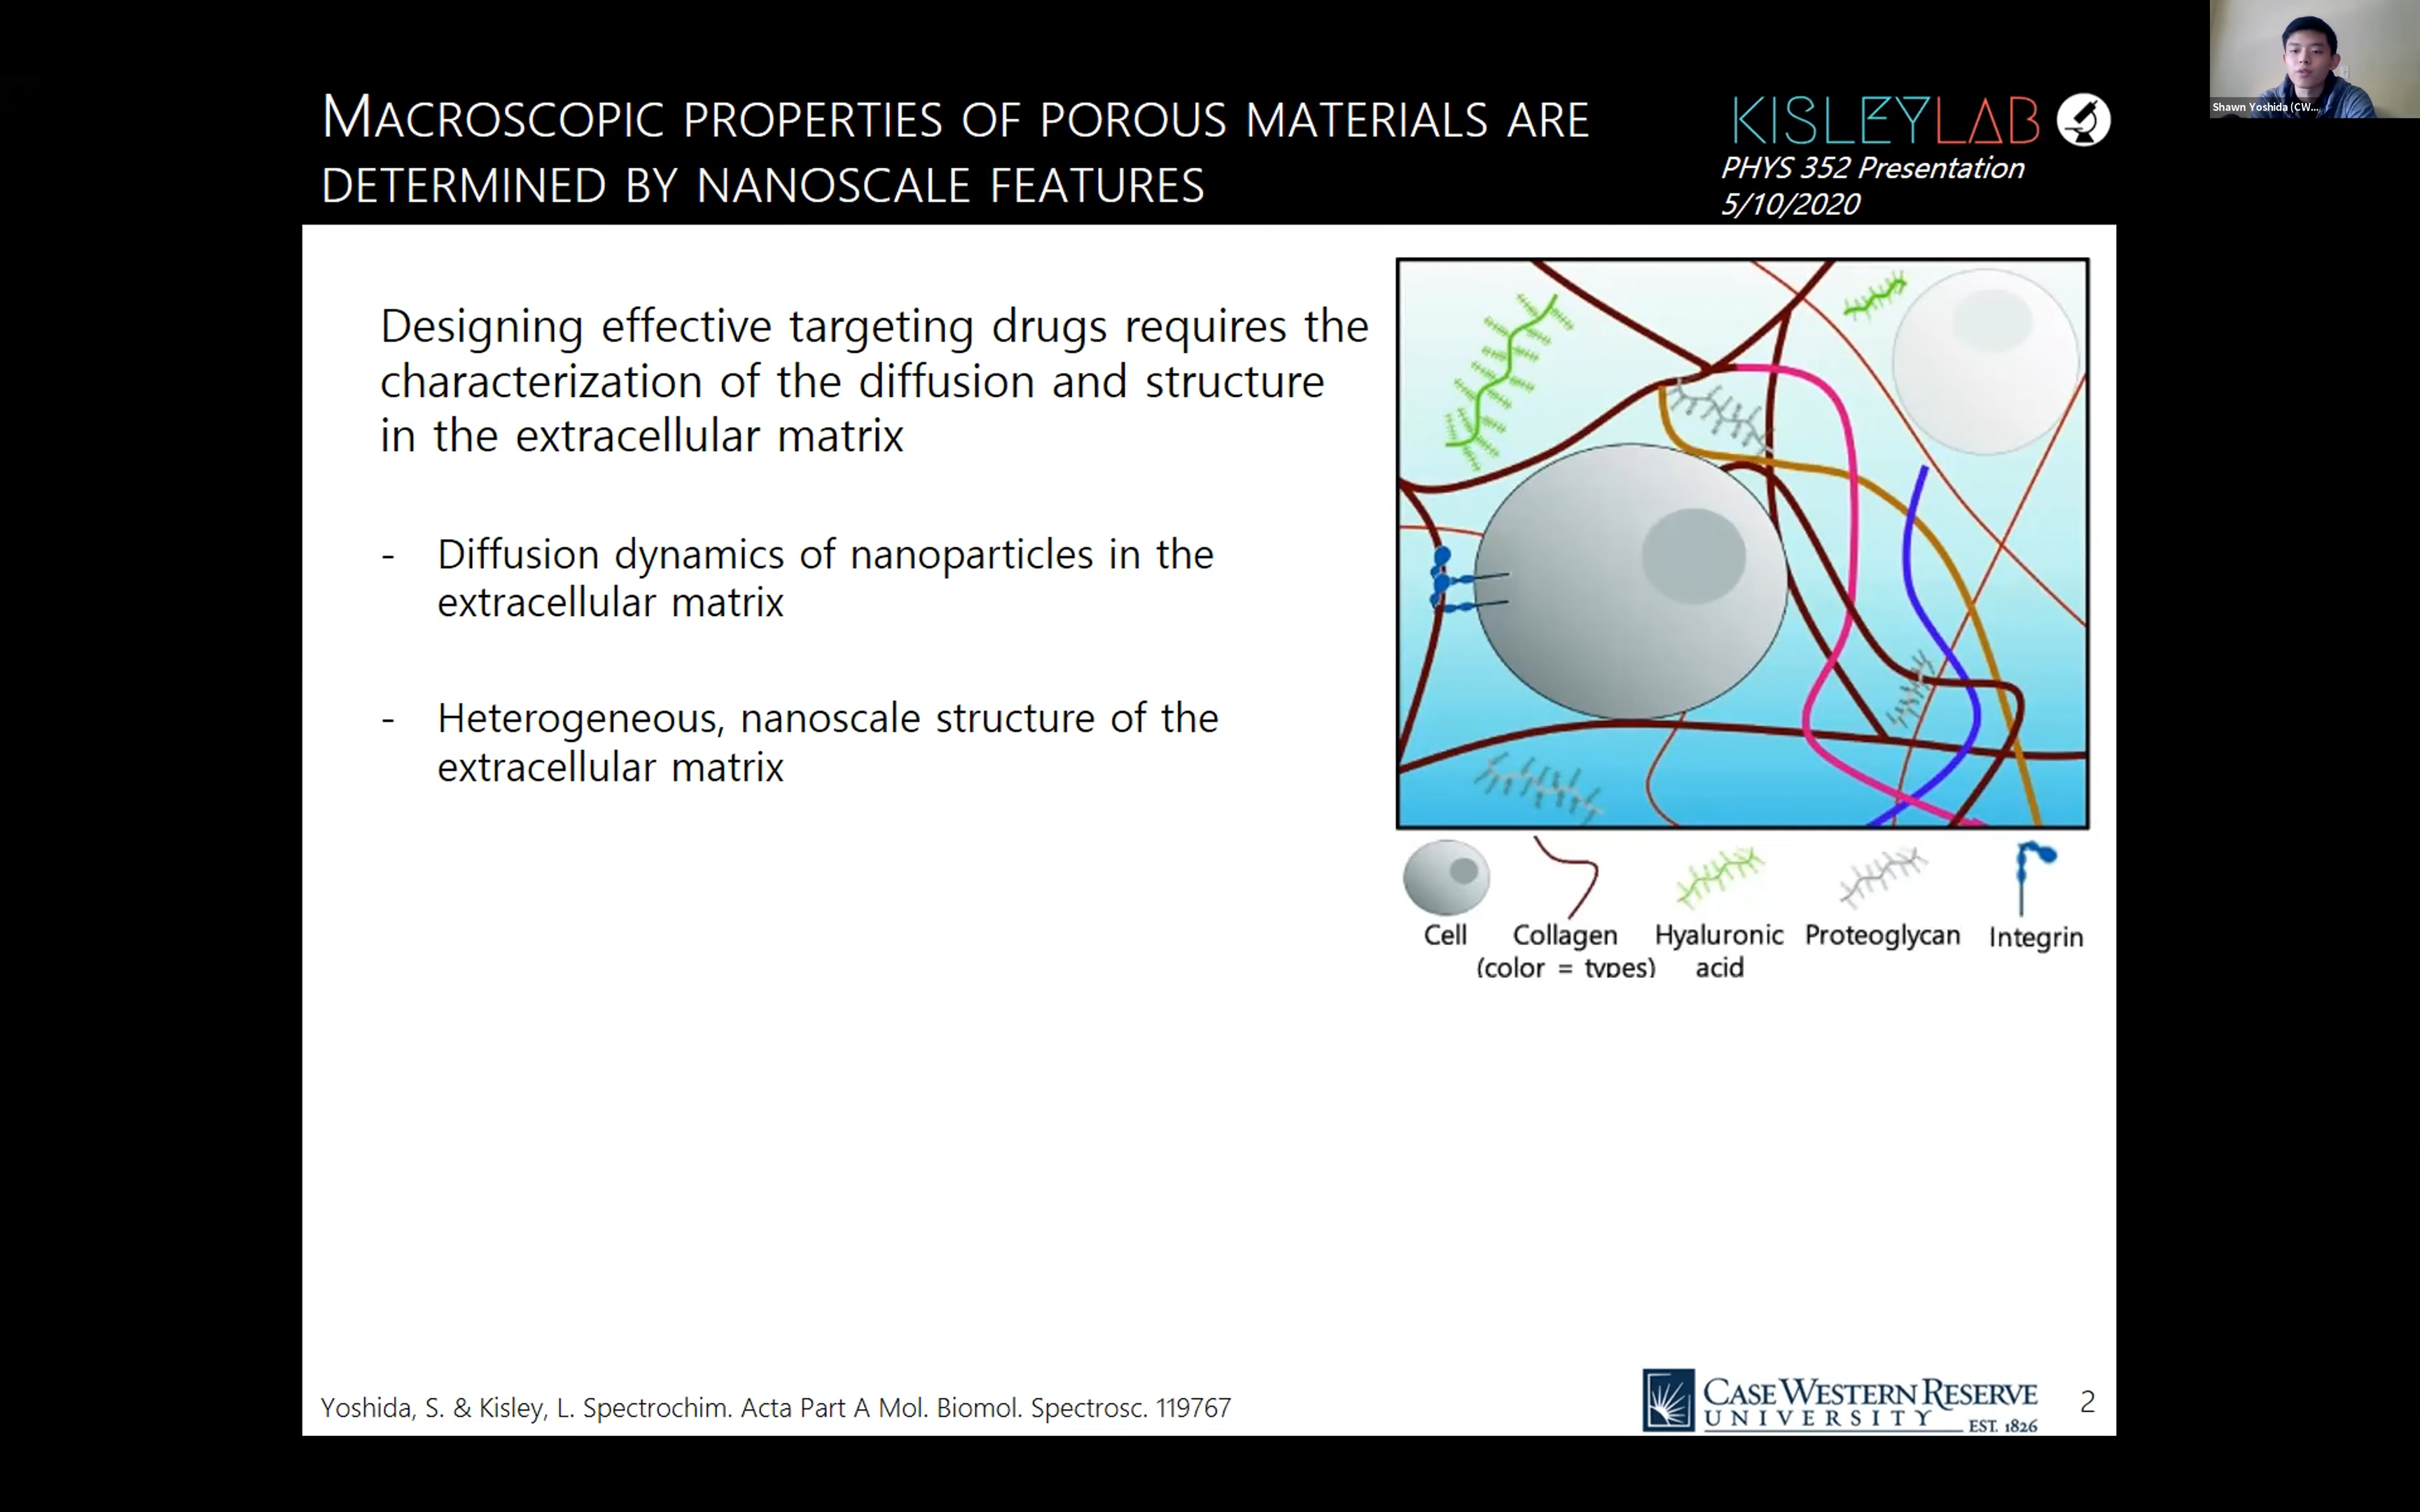 MACROSCOPIC PROPERTIES OF POROUS MATERIALS ARE
DETERMINED BY NANOSCALE FEATURES
KISLEYLAB
PHYS 352 Presentation
5/10/2020
Shawn Yoshida (CW...
Designing effective targeting drugs requires the
characterization of the diffusion and structure
in the extracellular matrix
- Diffusion dynamics of nanoparticles in the
extracellular matrix
- Heterogeneous, nanoscale structure of the
extracellular matrix
Cell
Collagen
(color = types)
Hyaluronic
acid
Proteoglycan
Integrin
Yoshida, S. & Kisley, L. Spectrochim. Acta Part A Mol. Biomol. Spectrosc. 119767
CASE WESTERN RESERVE
UNIVERSITY
EST. 1826
2